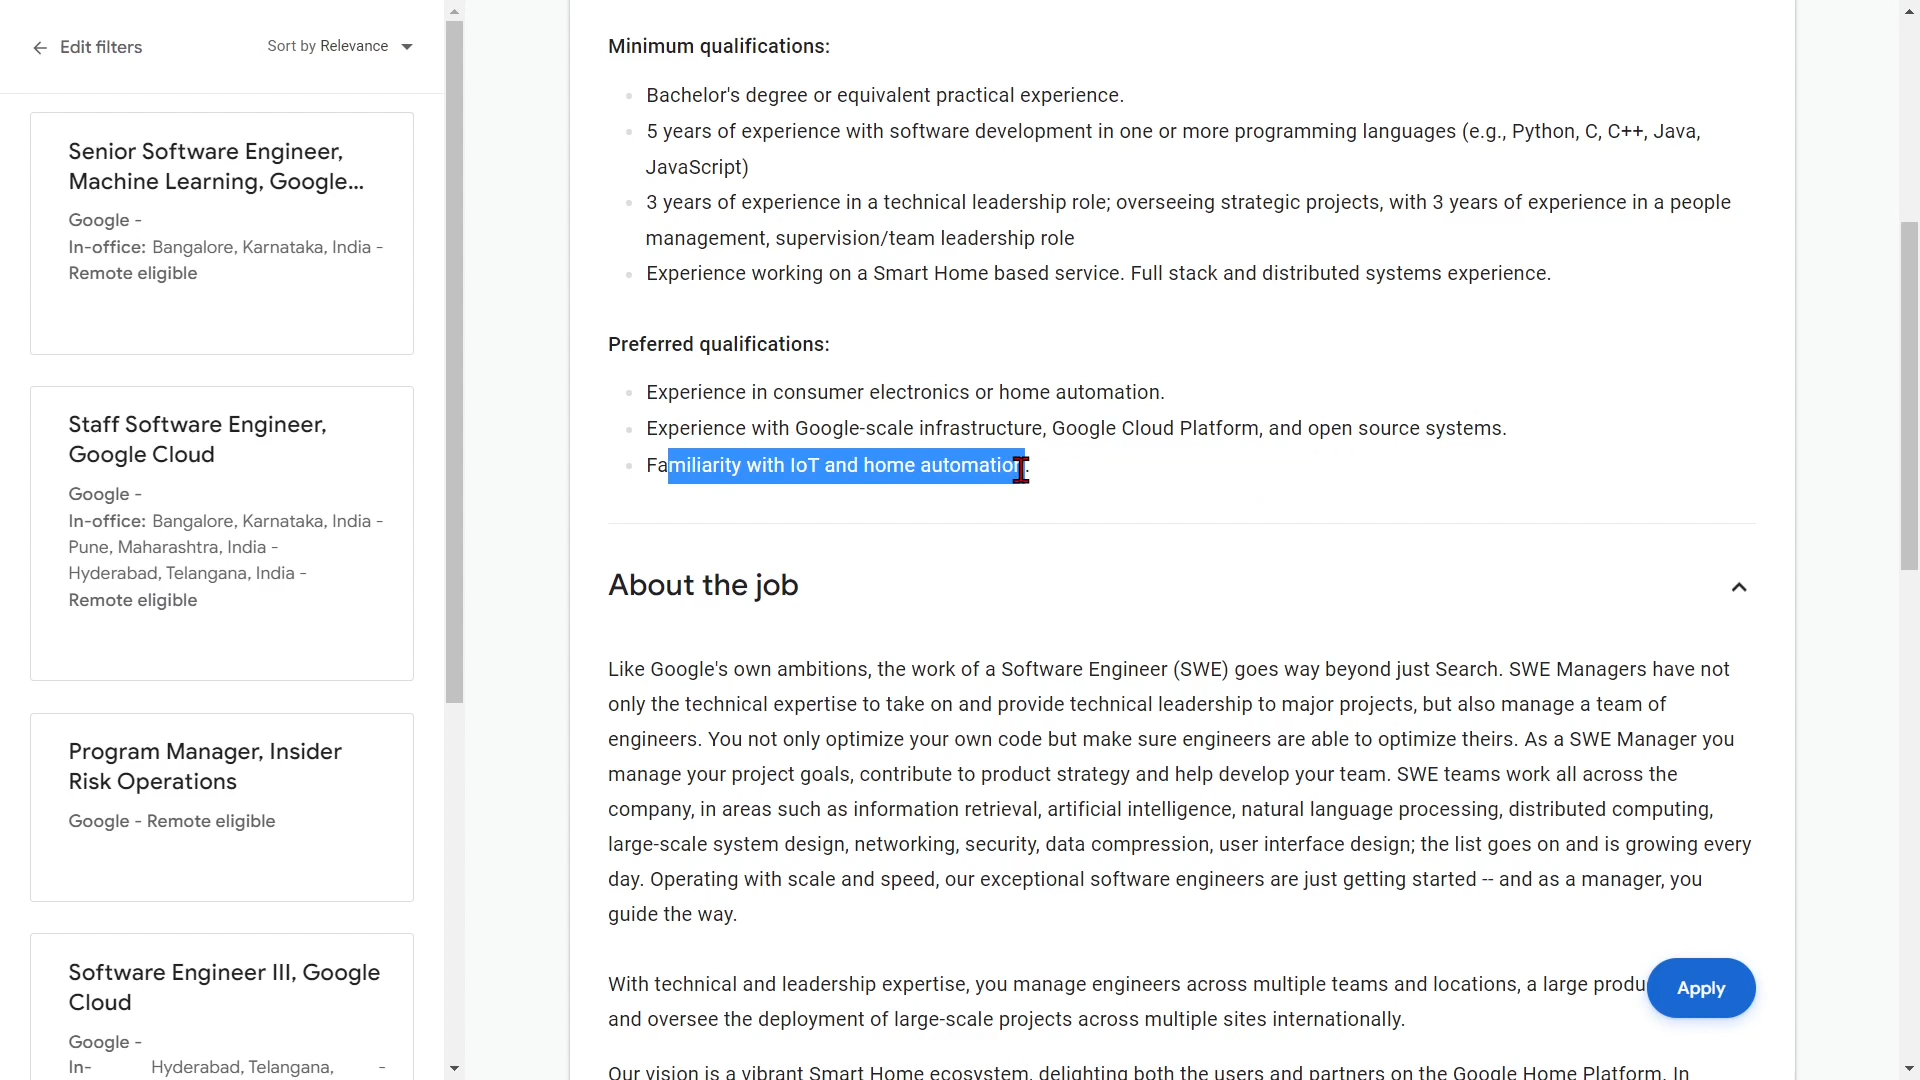 Edit filters
Sort by Relevance
Senior Software Engineer,
Machine Learning, Google...
Google -
In-office: Bangalore, Karnataka, India -
Remote eligible
Staff Software Engineer,
Google Cloud
Google -
In-office: Bangalore, Karnataka, India -
Pune, Maharashtra, India -
Hyderabad, Telangana, India -
Remote eligible
Program Manager, Insider
Risk Operations
Google - Remote eligible
Software Engineer III, Google
Cloud
Google -
In- Hyderabad, Telangana, -
Minimum qualifications:
Bachelor's degree or equivalent practical experience.
5 years of experience with software development in one or more programming languages (e.g., Python, C, C++, Java,
JavaScript)
3 years of experience in a technical leadership role; overseeing strategic projects, with 3 years of experience in a people
management, supervision/team leadership role
Experience working on a Smart Home based service. Full stack and distributed systems experience.
Preferred qualifications:
Experience in consumer electronics or home automation.
Experience with Google-scale infrastructure, Google Cloud Platform, and open source systems.
Familiarity with IoT and home automation.
About the job
Like Google's own ambitions, the work of a Software Engineer (SWE) goes way beyond just Search. SWE Managers have not
only the technical expertise to take on and provide technical leadership to major projects, but also manage a team of
engineers. You not only optimize your own code but make sure engineers are able to optimize theirs. As a SWE Manager you
manage your project goals, contribute to product strategy and help develop your team. SWE teams work all across the
company, in areas such as information retrieval, artificial intelligence, natural language processing, distributed computing,
large-scale system design, networking, security, data compression, user interface design; the list goes on and is growing every
day. Operating with scale and speed, our exceptional software engineers are just getting started -- and as a manager, you
guide the way.
With technical and leadership expertise, you manage engineers across multiple teams and locations, a large produ
and oversee the deployment of large-scale projects across multiple sites internationally.
Our vision is a vibrant Smart Home ecosystem, delighting both the users and partners on the Google Home Platform. In
Apply